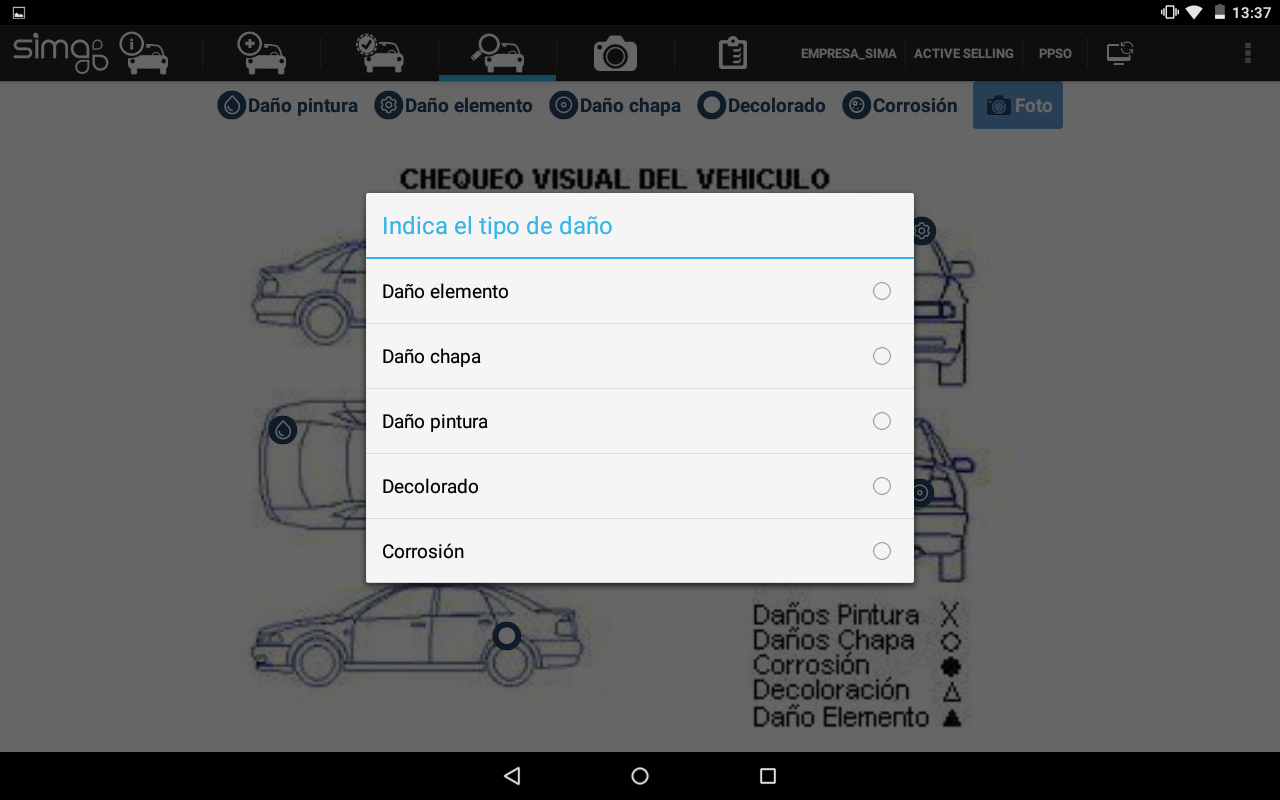 13:37
sima
EMPRESA_SIMA
ACTIVE SELLING
PPSO
Daño pintura
Daño elemento
Daño chapa
Decolorado
Corrosión
Foto
CHEQUEO VISUAL DEL VEHICULO
Indica el tipo de daño
Daño elemento
Daño chapa
Daño pintura
Decolorado
Corrosión
Daños Pintura
Daños Chapa
Corrosión
Decoloración
Daño Elemento